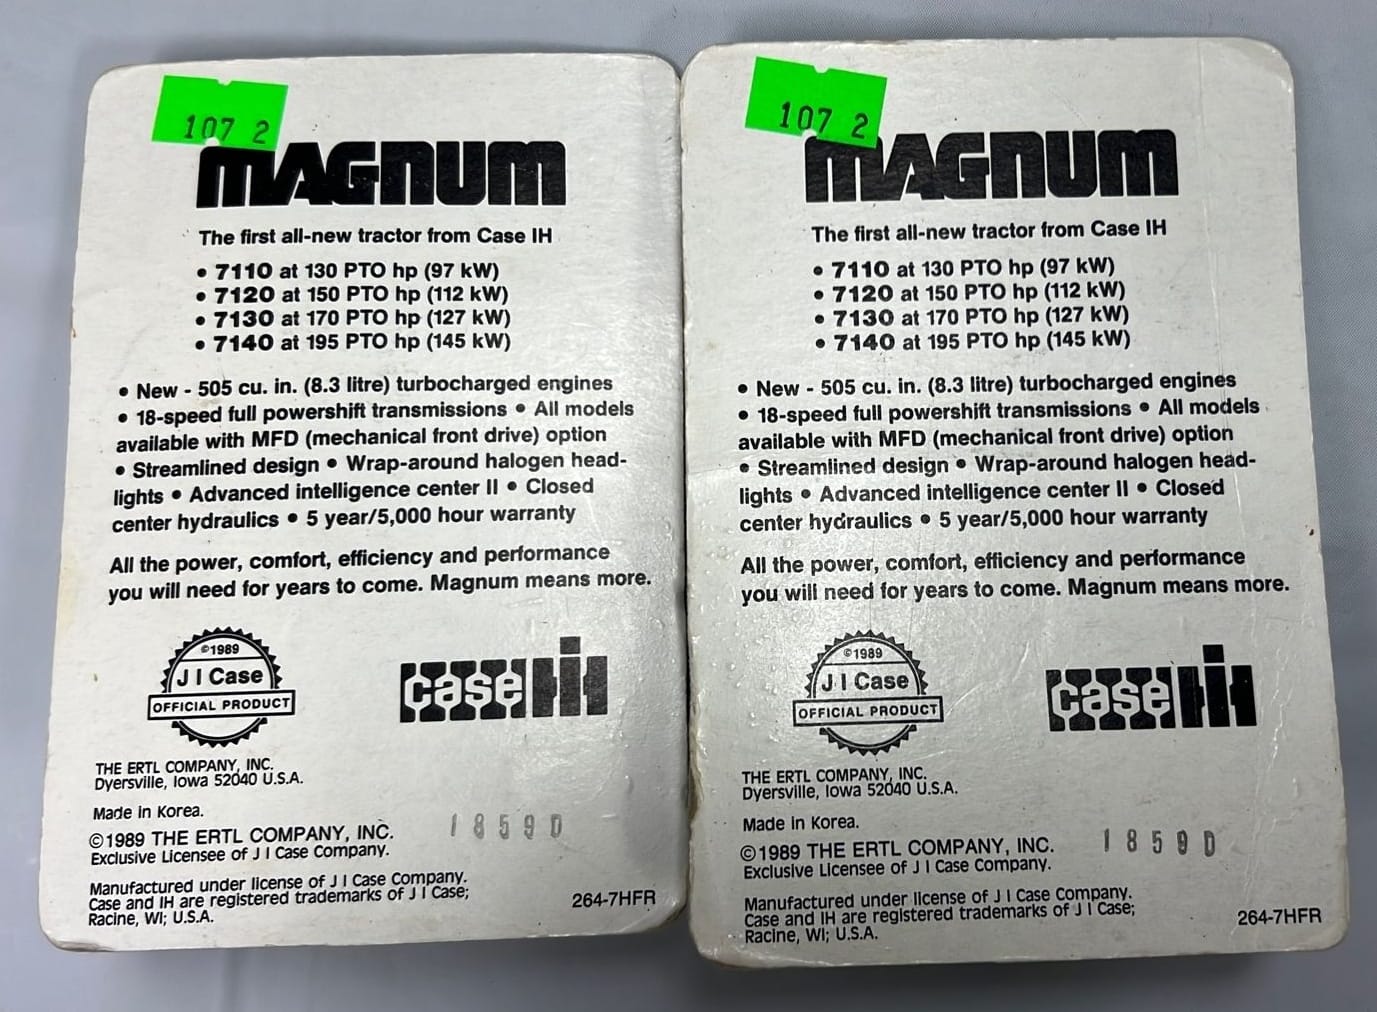 107 2
MAGNUM
The first all-new tractor from Case IH
• 7110 at 130 PTO hp (97 kW)
• 7120 at 150 PTO hp (112 kW)
• 7130 at 170 PTO hp (127 kW)
• 7140 at 195 PTO hp (145 kW)
• New - 505 cu. in. (8.3 litre) turbocharged engines
• 18-speed full powershift transmissions • All models
available with MFD (mechanical front drive) option
• Streamlined design • Wrap-around halogen head-
lights • Advanced intelligence center II • Closed
center hydraulics • 5 year/5,000 hour warranty
All the power, comfort, efficiency and performance
you will need for years to come. Magnum means more.
©1989
J I Case
OFFICIAL PRODUCT
case IH
THE ERTL COMPANY, INC.
Dyersville, Iowa 52040 U.S.A.
Made in Korea.
1859D
©1989 THE ERTL COMPANY, INC.
Exclusive Licensee of J I Case Company.
Manufactured under license of J I Case Company.
Case and IH are registered trademarks of J I Case;
Racine, WI; U.S.A.
264-7HFR
107 2
MAGNUM
The first all-new tractor from Case IH
• 7110 at 130 PTO hp (97 kW)
• 7120 at 150 PTO hp (112 kW)
• 7130 at 170 PTO hp (127 kW)
• 7140 at 195 PTO hp (145 kW)
• New - 505 cu. in. (8.3 litre) turbocharged engines
• 18-speed full powershift transmissions • All models
available with MFD (mechanical front drive) option
• Streamlined design • Wrap-around halogen head-
lights • Advanced intelligence center II • Closed
center hydraulics • 5 year/5,000 hour warranty
All the power, comfort, efficiency and performance
you will need for years to come. Magnum means more.
©1989
J I Case
OFFICIAL PRODUCT
case IH
THE ERTL COMPANY, INC.
Dyersville, Iowa 52040 U.S.A.
Made in Korea.
1859D
©1989 THE ERTL COMPANY, INC.
Exclusive Licensee of J I Case Company.
Manufactured under license of J I Case Company.
Case and IH are registered trademarks of J I Case;
Racine, WI; U.S.A.
264-7HFR